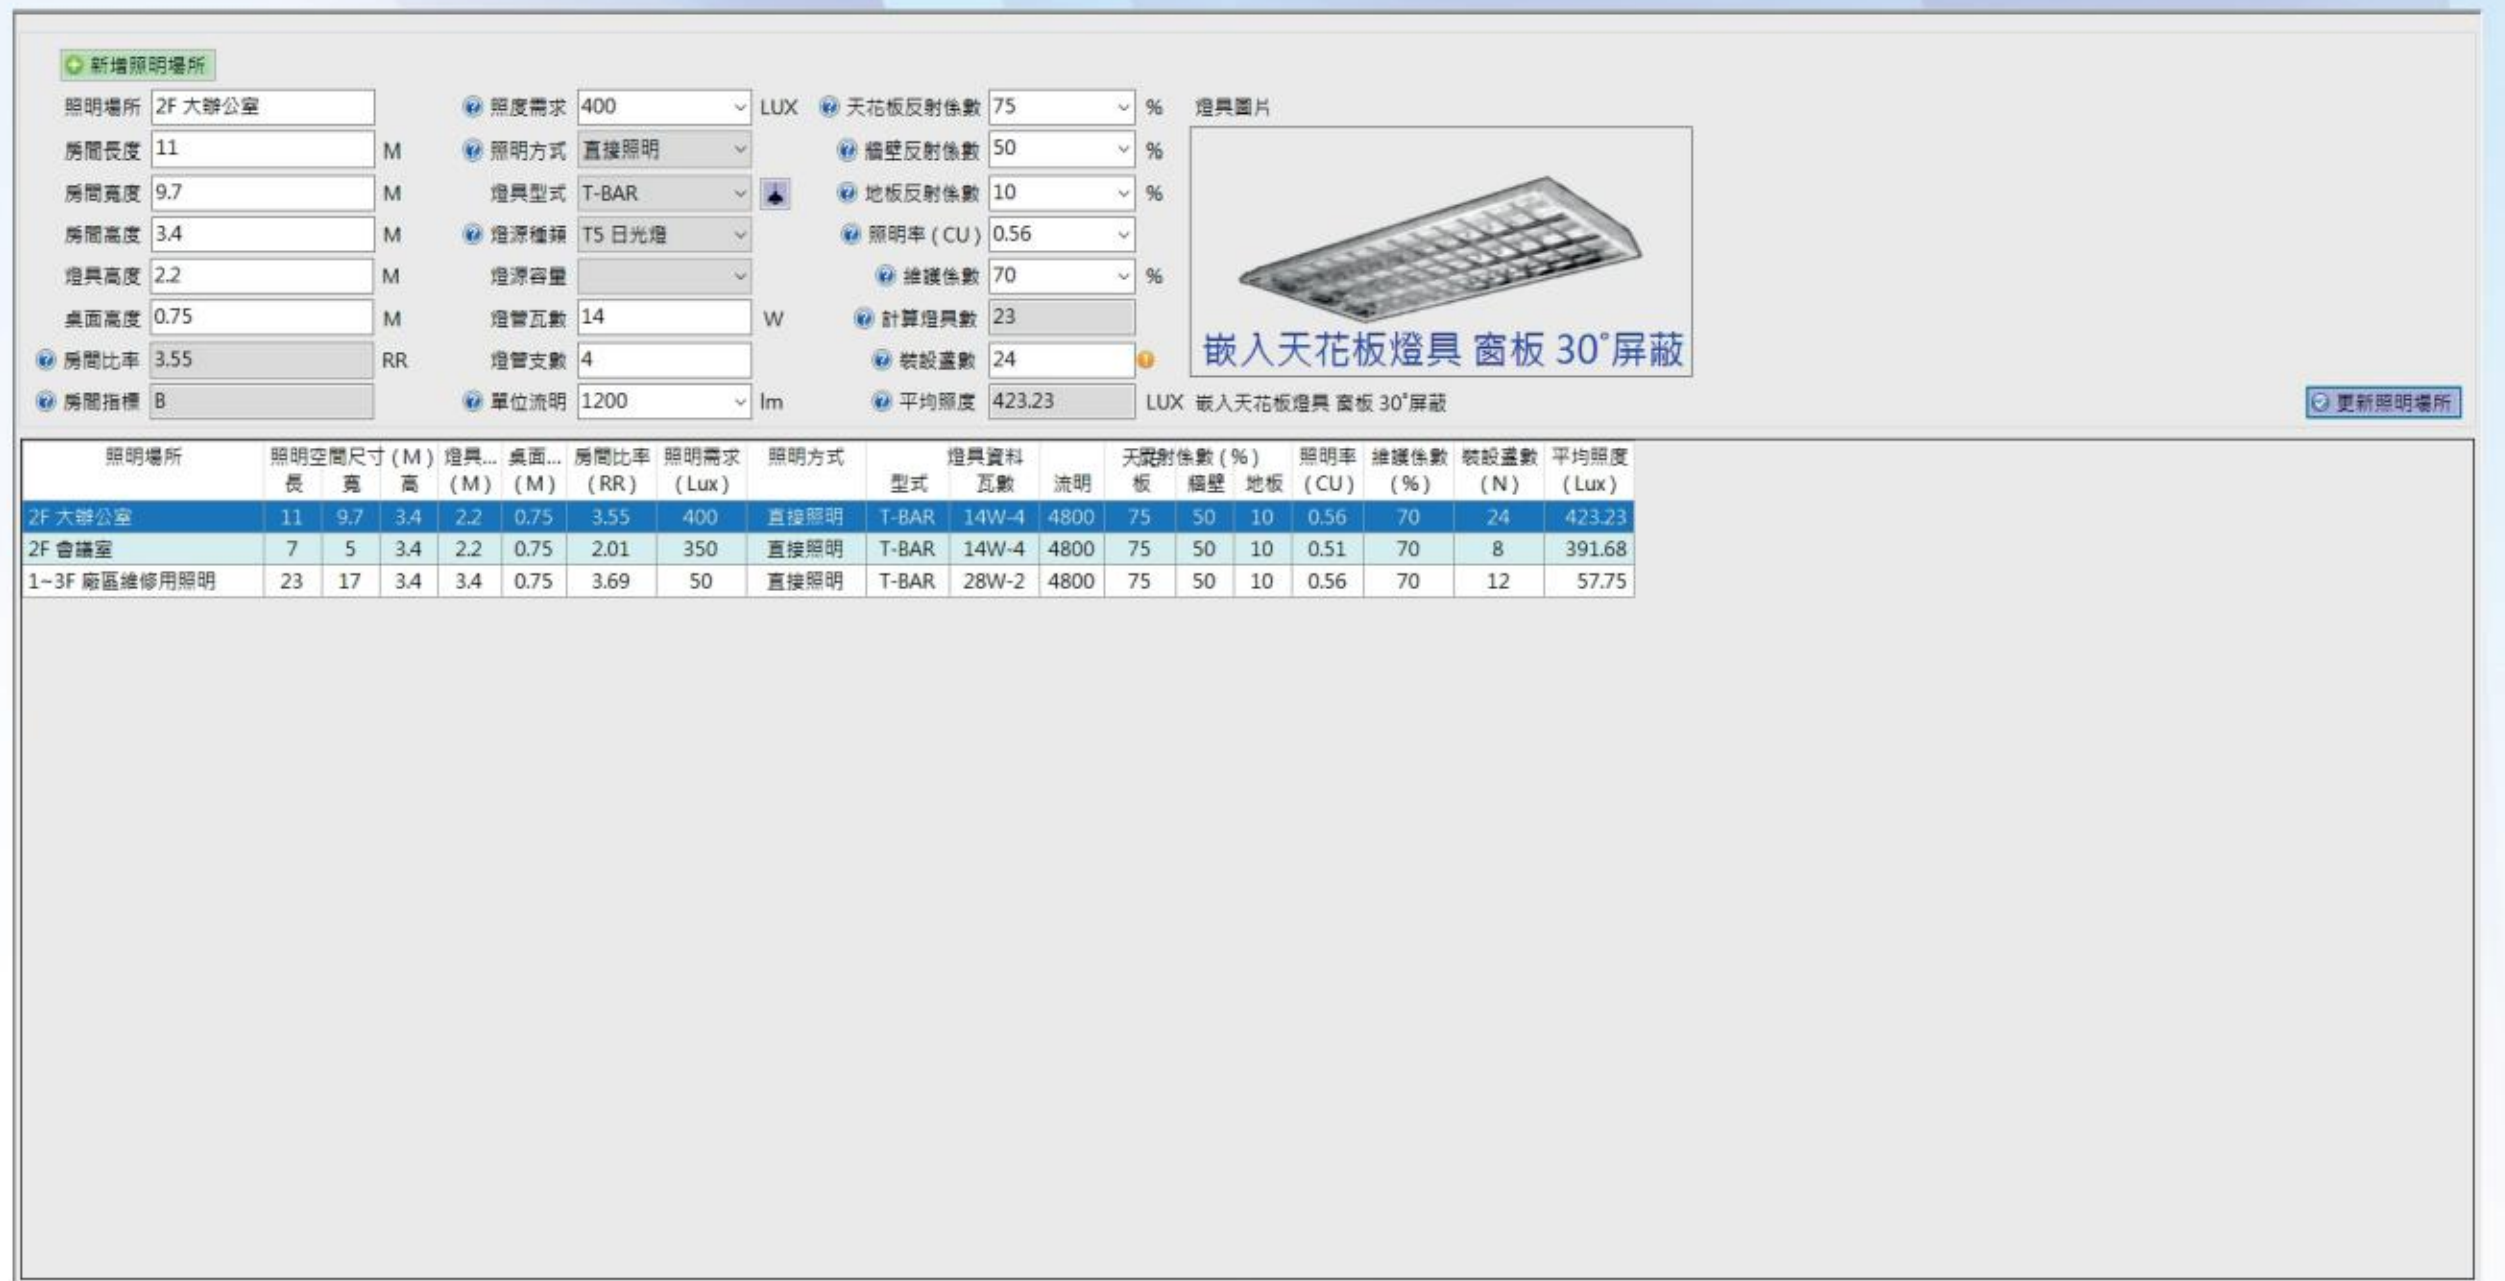 新增照明場所
照明場所 2F 大辦公室 照度需求 400 LUX 天花板反射係數 75 % 燈具圖片
房間長度 11 M 照明方式 直接照明 牆壁反射係數 50 %
房間寬度 9.7 M 燈具型式 T-BAR 地板反射係數 10 %
房間高度 3.4 M 燈源種類 T5 日光燈 照明率 ( CU ) 0.56
燈具高度 2.2 M 燈源容量 維護係數 70 %
桌面高度 0.75 M 燈管瓦數 14 W 計算燈具數 23
房間比率 3.55 RR 燈管支數 4 裝設盞數 24 嵌入天花板燈具 窗板 30°屏蔽
房間指標 B 單位流明 1200 lm 平均照度 423.23 LUX 嵌入天花板燈具 窗板 30°屏蔽 更新照明場所
照明場所 照明空間尺寸 ( M ) 燈具... 桌面... 房間比率 照明需求 照明方式 燈具資料 反射係數 ( % ) 照明率 維護係數 裝設盞數 平均照度
長 寬 高 ( M ) ( M ) ( RR ) ( Lux ) 型式 瓦數 流明 天花板 牆壁 地板 ( CU ) ( % ) ( N ) ( Lux )
2F 大辦公室 11 9.7 3.4 2.2 0.75 3.55 400 直接照明 T-BAR 14W-4 4800 75 50 10 0.56 70 24 423.23
2F 會議室 7 5 3.4 2.2 0.75 2.01 350 直接照明 T-BAR 14W-4 4800 75 50 10 0.51 70 8 391.68
1~3F 廠區維修用照明 23 17 3.4 3.4 0.75 3.69 50 直接照明 T-BAR 28W-2 4800 75 50 10 0.56 70 12 57.75